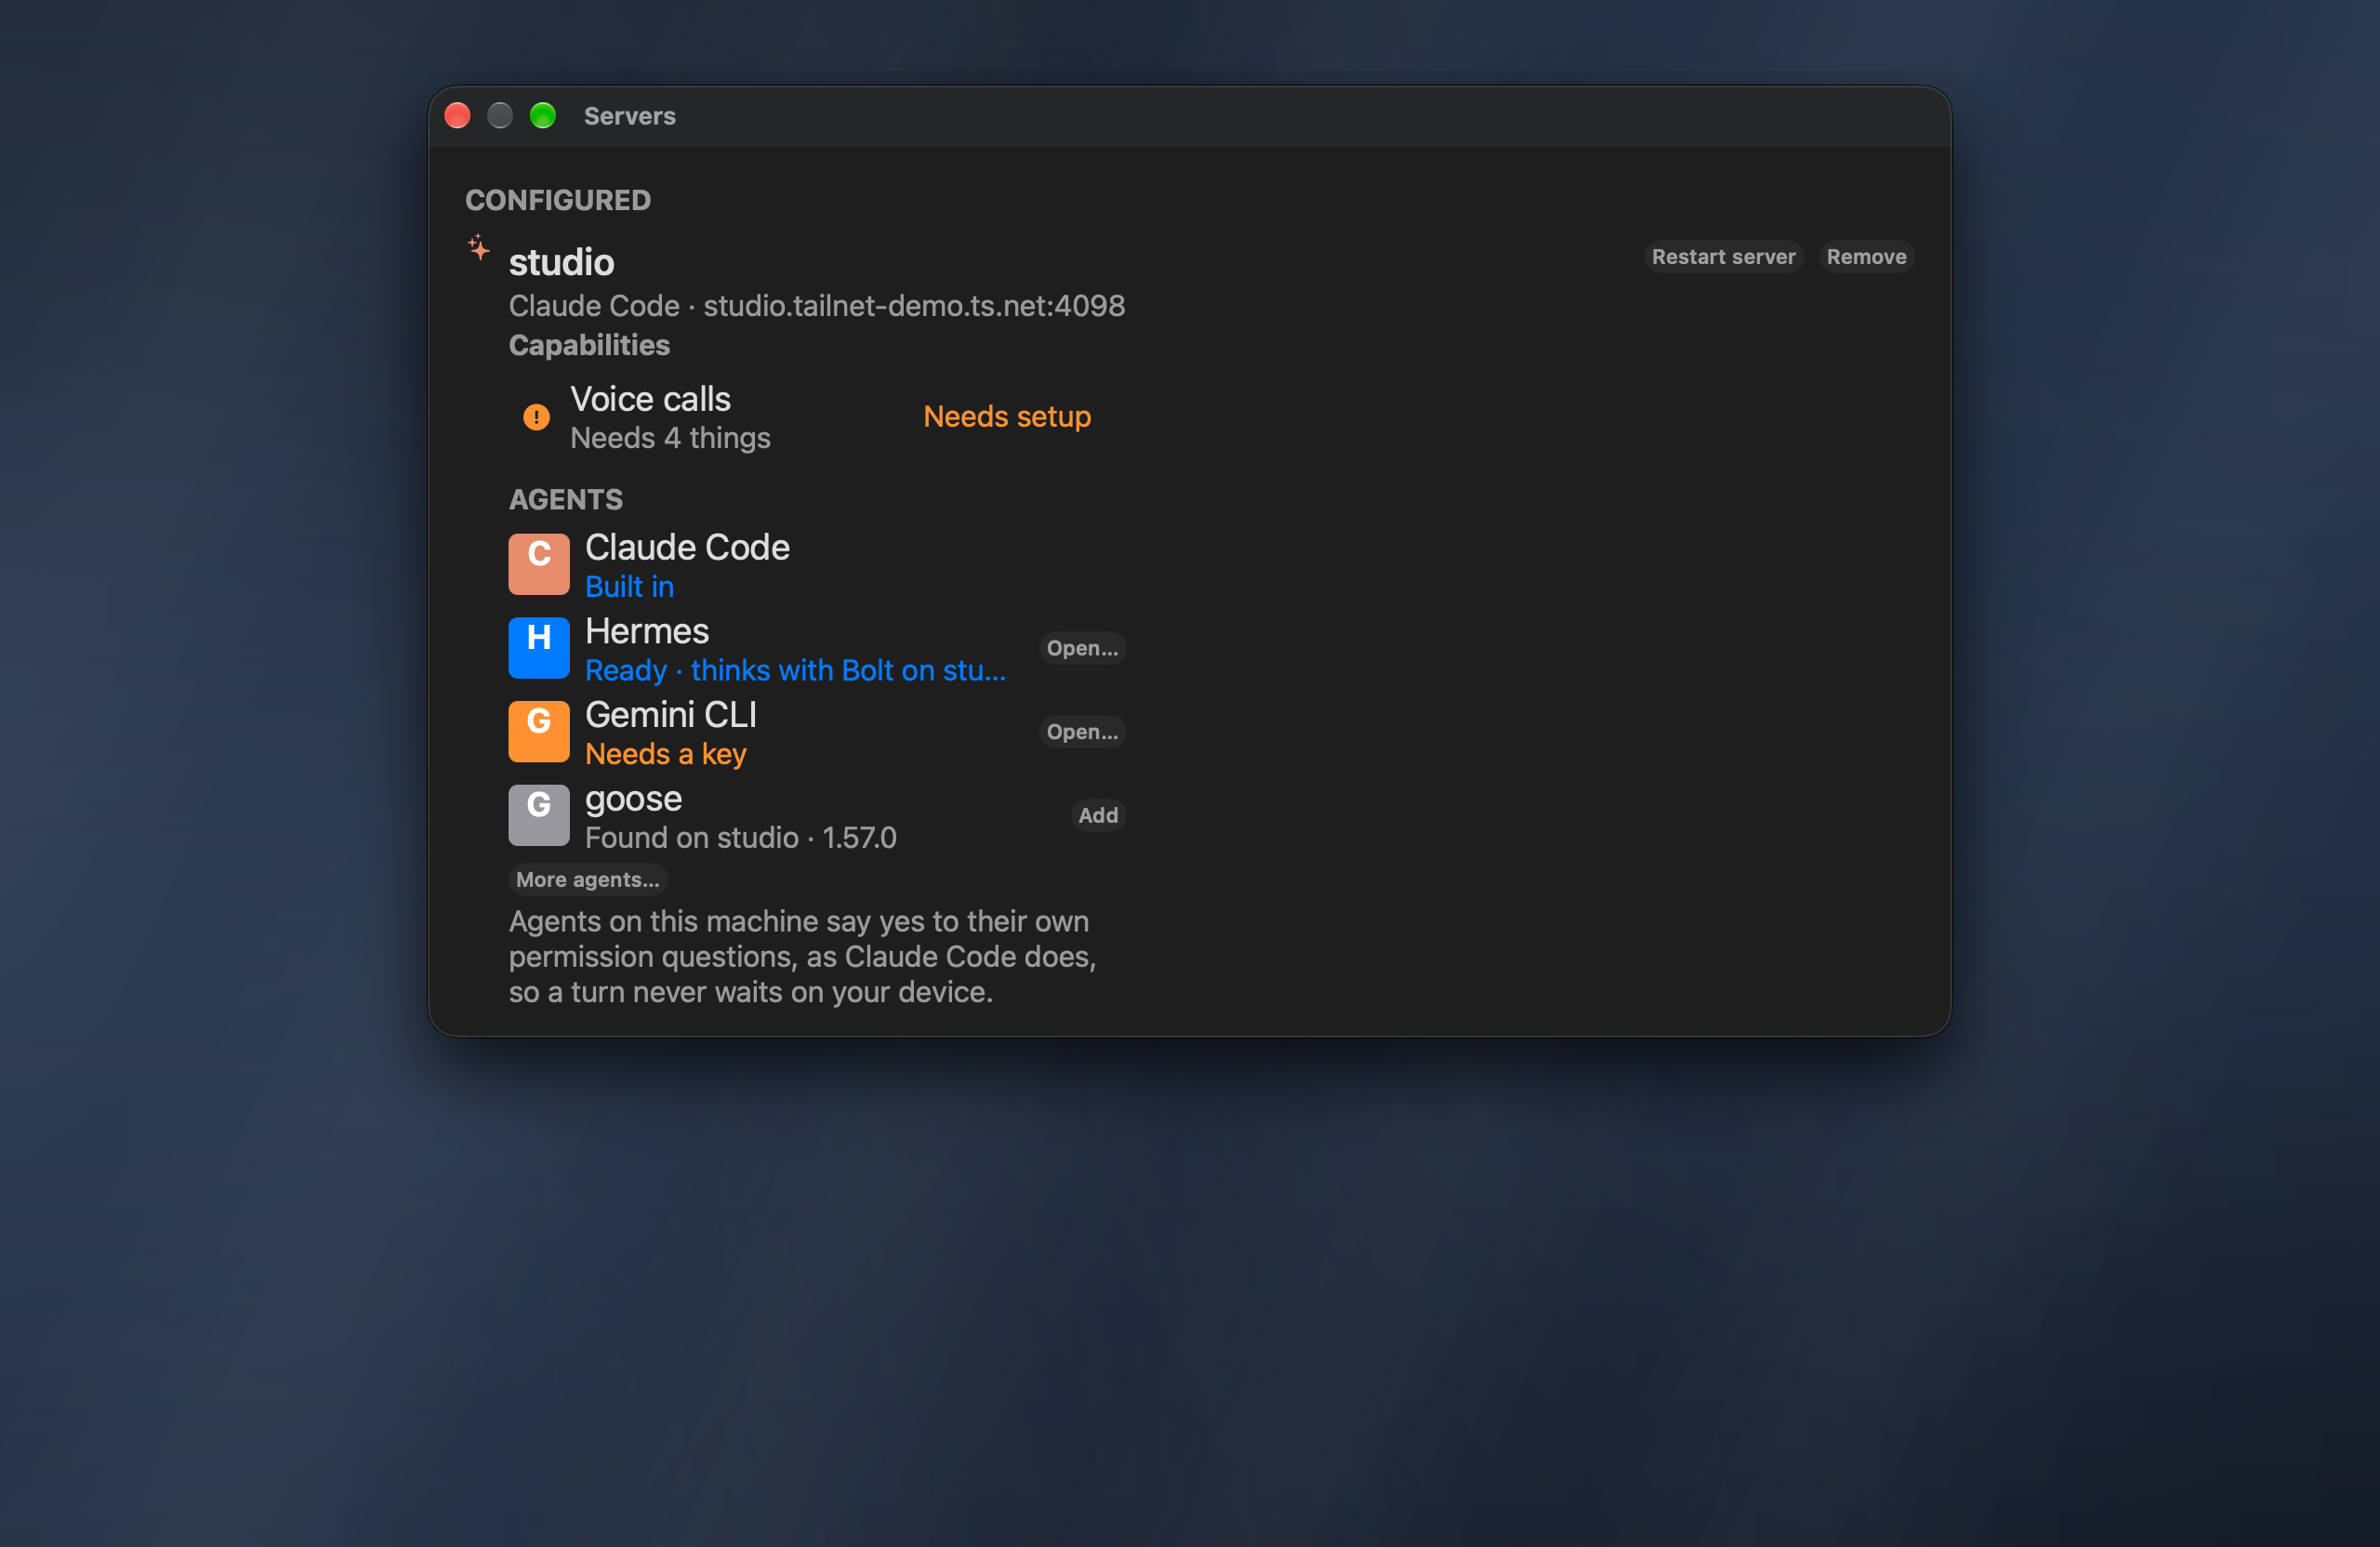 Servers
CONFIGURED
studio
Restart server
Remove
Claude Code · studio.tailnet-demo.ts.net:4098
Capabilities
Voice calls
Needs 4 things
Needs setup
AGENTS
C
Claude Code
Built in
H
Hermes
Ready · thinks with Bolt on stu...
Open...
G
Gemini CLI
Needs a key
Open...
G
goose
Found on studio · 1.57.0
Add
More agents...
Agents on this machine say yes to their own
permission questions, as Claude Code does,
so a turn never waits on your device.